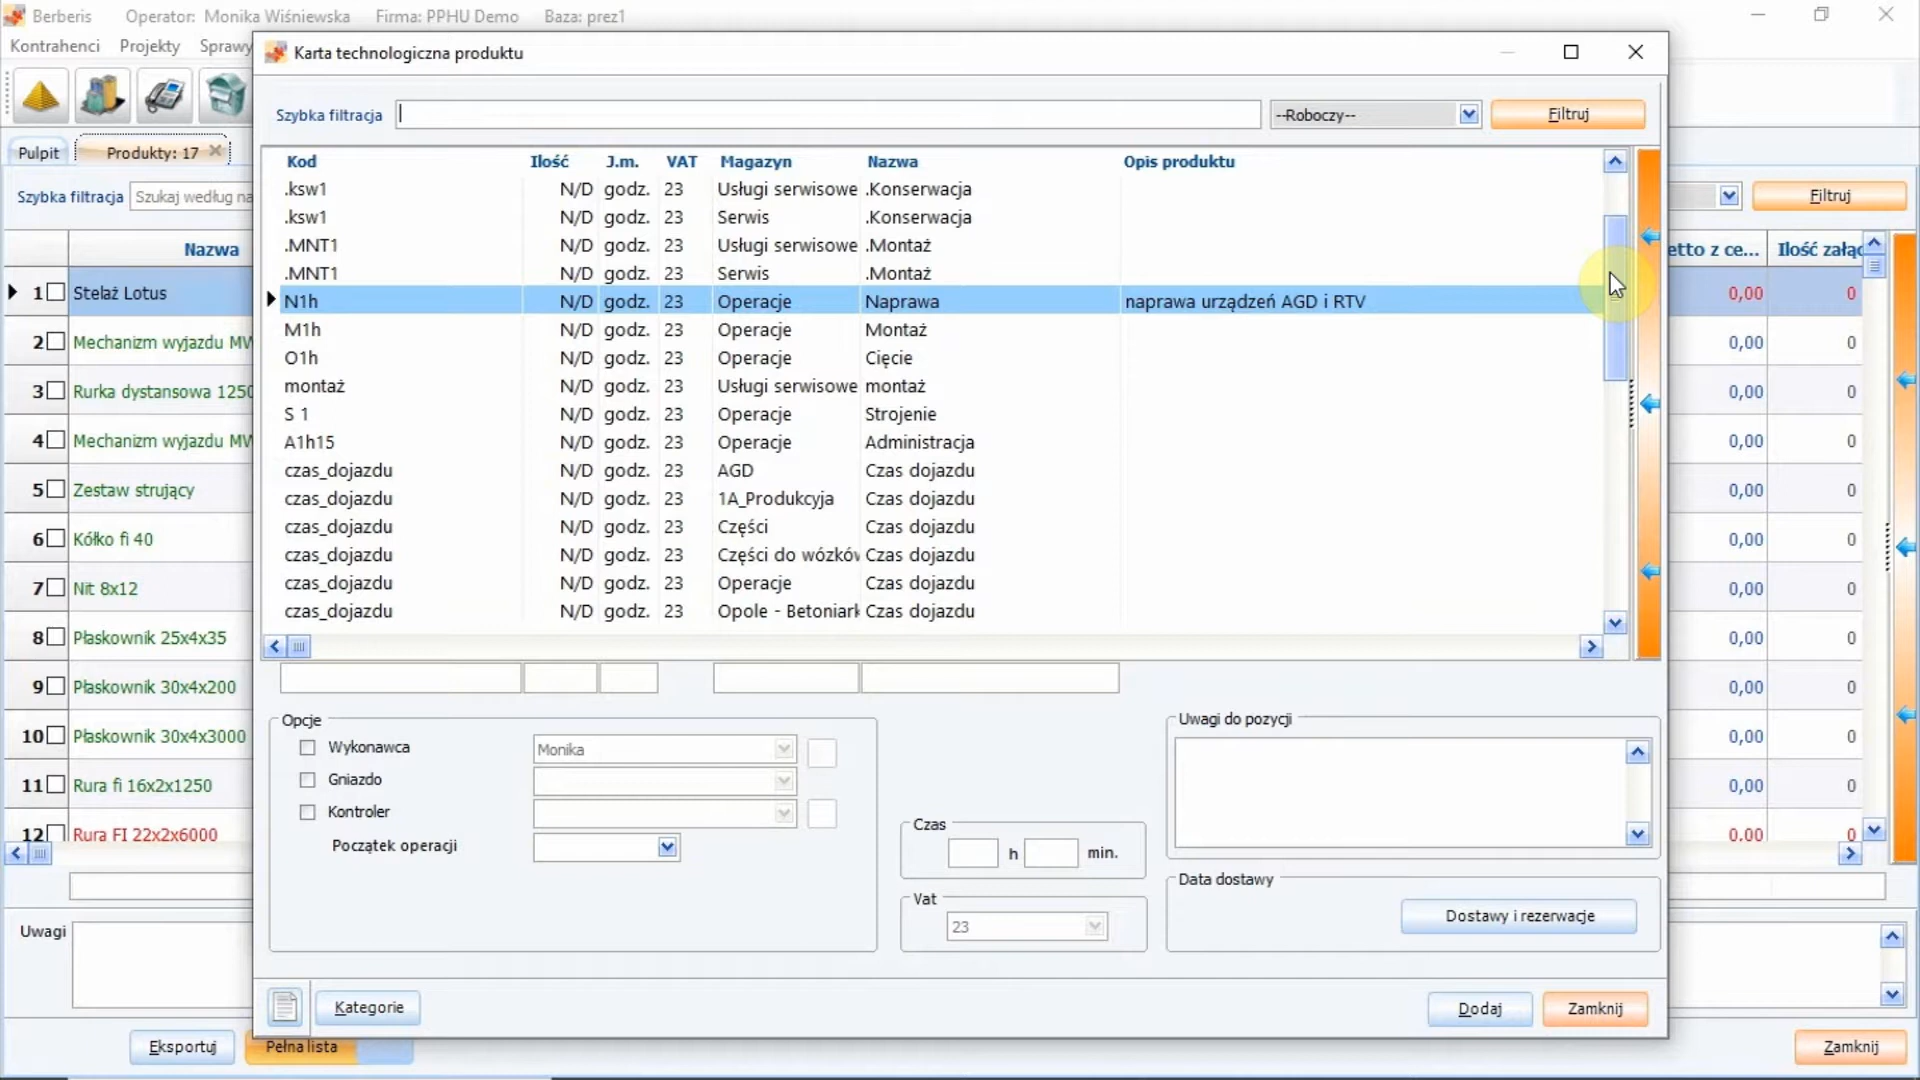 Berberis Operator: Monika Wiśniewska Firma: PPHU Demo Baza: prez1
Kontrahenci Projekty Sprawy
Karta technologiczna produktu
Szybka filtracja --Roboczy-- Filtruj
Pulpit Produkty: 17
Szybka filtracja Szukaj według na Filtruj
Kod Ilość J.m. VAT Magazyn Nazwa Opis produktu
.ksw1 N/D godz. 23 Usługi serwisowe .Konserwacja
.ksw1 N/D godz. 23 Serwis .Konserwacja
.MNT1 N/D godz. 23 Usługi serwisowe .Montaż
.MNT1 N/D godz. 23 Serwis .Montaż
N1h N/D godz. 23 Operacje Naprawa naprawa urządzeń AGD i RTV
M1h N/D godz. 23 Operacje Montaż
O1h N/D godz. 23 Operacje Cięcie
montaż N/D godz. 23 Usługi serwisowe montaż
S 1 N/D godz. 23 Operacje Strojenie
A1h15 N/D godz. 23 Operacje Administracja
czas_dojazdu N/D godz. 23 AGD Czas dojazdu
czas_dojazdu N/D godz. 23 1A_Produkcyja Czas dojazdu
czas_dojazdu N/D godz. 23 Części Czas dojazdu
czas_dojazdu N/D godz. 23 Części do wózków Czas dojazdu
czas_dojazdu N/D godz. 23 Operacje Czas dojazdu
czas_dojazdu N/D godz. 23 Opole - Betoniark Czas dojazdu
Nazwa etto z ce... Ilość załąc
1 Stelaż Lotus 0,00 0
2 Mechanizm wyjazdu MW 0,00 0
3 Rurka dystansowa 1250 0,00 0
4 Mechanizm wyjazdu MW 0,00 0
5 Zestaw strujący 0,00 0
6 Kółko fi 40 0,00 0
7 Nit 8x12 0,00 0
8 Płaskownik 25x4x35 0,00 0
9 Płaskownik 30x4x200 0,00 0
10 Płaskownik 30x4x3000 0,00 0
11 Rura fi 16x2x1250 0,00 0
12 Rura FI 22x2x6000 0.00 0
Opcje
Wykonawca Monika
Gniazdo
Kontroler
Początek operacji
Czas
h min.
Vat
23
Uwagi do pozycji
Data dostawy
Dostawy i rezerwacje
Uwagi
Kategorie Dodaj Zamknij
Eksportuj Pełna lista Zamknij